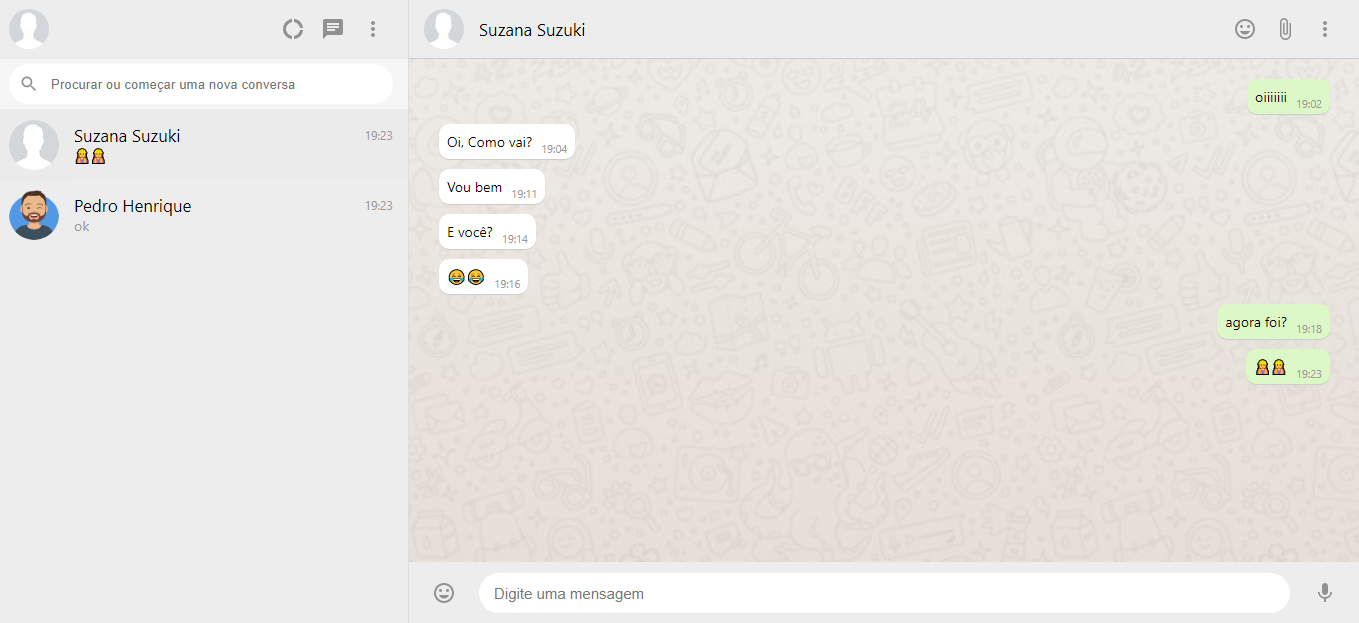 Suzana Suzuki
Procurar ou começar uma nova conversa
Suzana Suzuki 19:23
👸👸
Pedro Henrique 19:23
ok
oiiiiiii 19:02
Oi, Como vai? 19:04
Vou bem 19:11
E você? 19:14
😂😂 19:16
agora foi? 19:18
👸👸 19:23
Digite uma mensagem